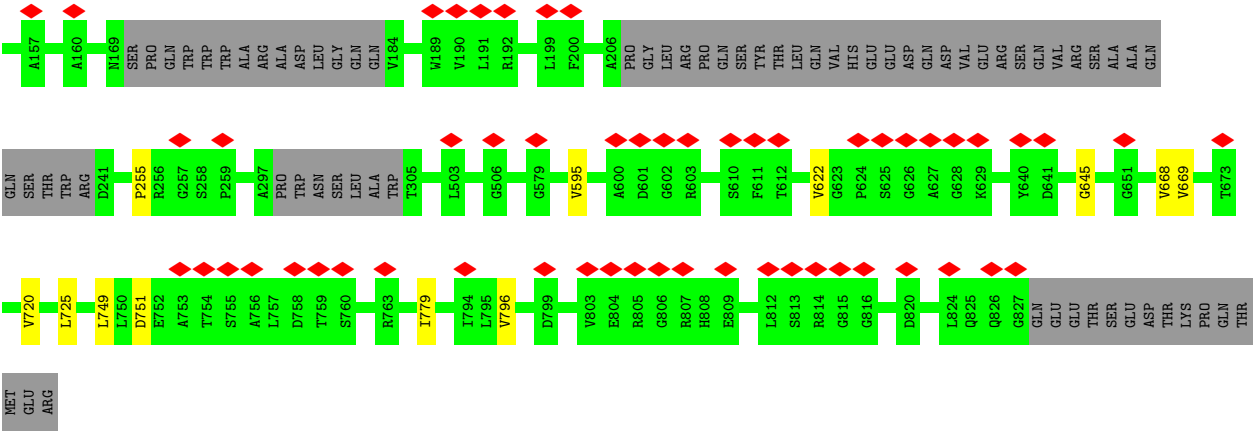 A157 A160 N169 SER PRO GLN TRP TRP TRP ALA ARG ALA ASP LEU GLY GLN GLN V184 W189 V190 L191 R192 L199 F200 A206 PRO GLY LEU ARG PRO GLN SER TYR THR LEU GLN VAL HIS GLU GLU ASP GLN ASP VAL GLU ARG SER GLN VAL ARG SER ALA ALA GLN
GLN SER THR TRP ARG D241 P255 R256 G257 S258 P259 A297 PRO TRP ASN SER LEU ALA TRP T305 L503 G506 G579 V595 A600 D601 G602 R603 S610 F611 T612 V622 G623 P624 S625 G626 A627 G628 K629 Y640 D641 G645 G651 V668 V669 T673
V720 L725 L749 L750 D751 E752 A753 T754 S755 A756 L757 D758 T759 S760 R763 I779 I794 L795 V796 D799 V803 E804 R805 G806 R807 H808 E809 L812 S813 R814 G815 G816 D820 L824 Q825 Q826 G827 GLN GLU GLU THR SER GLU ASP THR LYS PRO GLN THR
MET GLU ARG